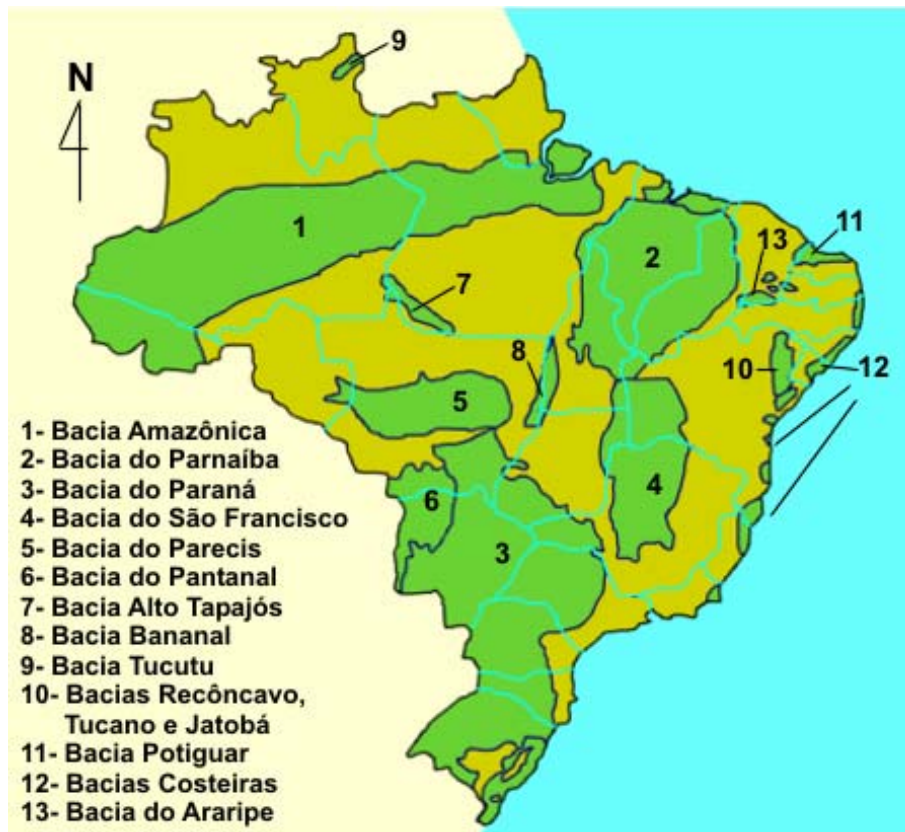 9
N
11
13
1
2
7
8
10
12
5
4
6
3
1- Bacia Amazônica
2- Bacia do Parnaíba
3- Bacia do Paraná
4- Bacia do São Francisco
5- Bacia do Parecis
6- Bacia do Pantanal
7- Bacia Alto Tapajós
8- Bacia Bananal
9- Bacia Tucutu
10- Bacias Recôncavo,
Tucano e Jatobá
11- Bacia Potiguar
12- Bacias Costeiras
13- Bacia do Araripe